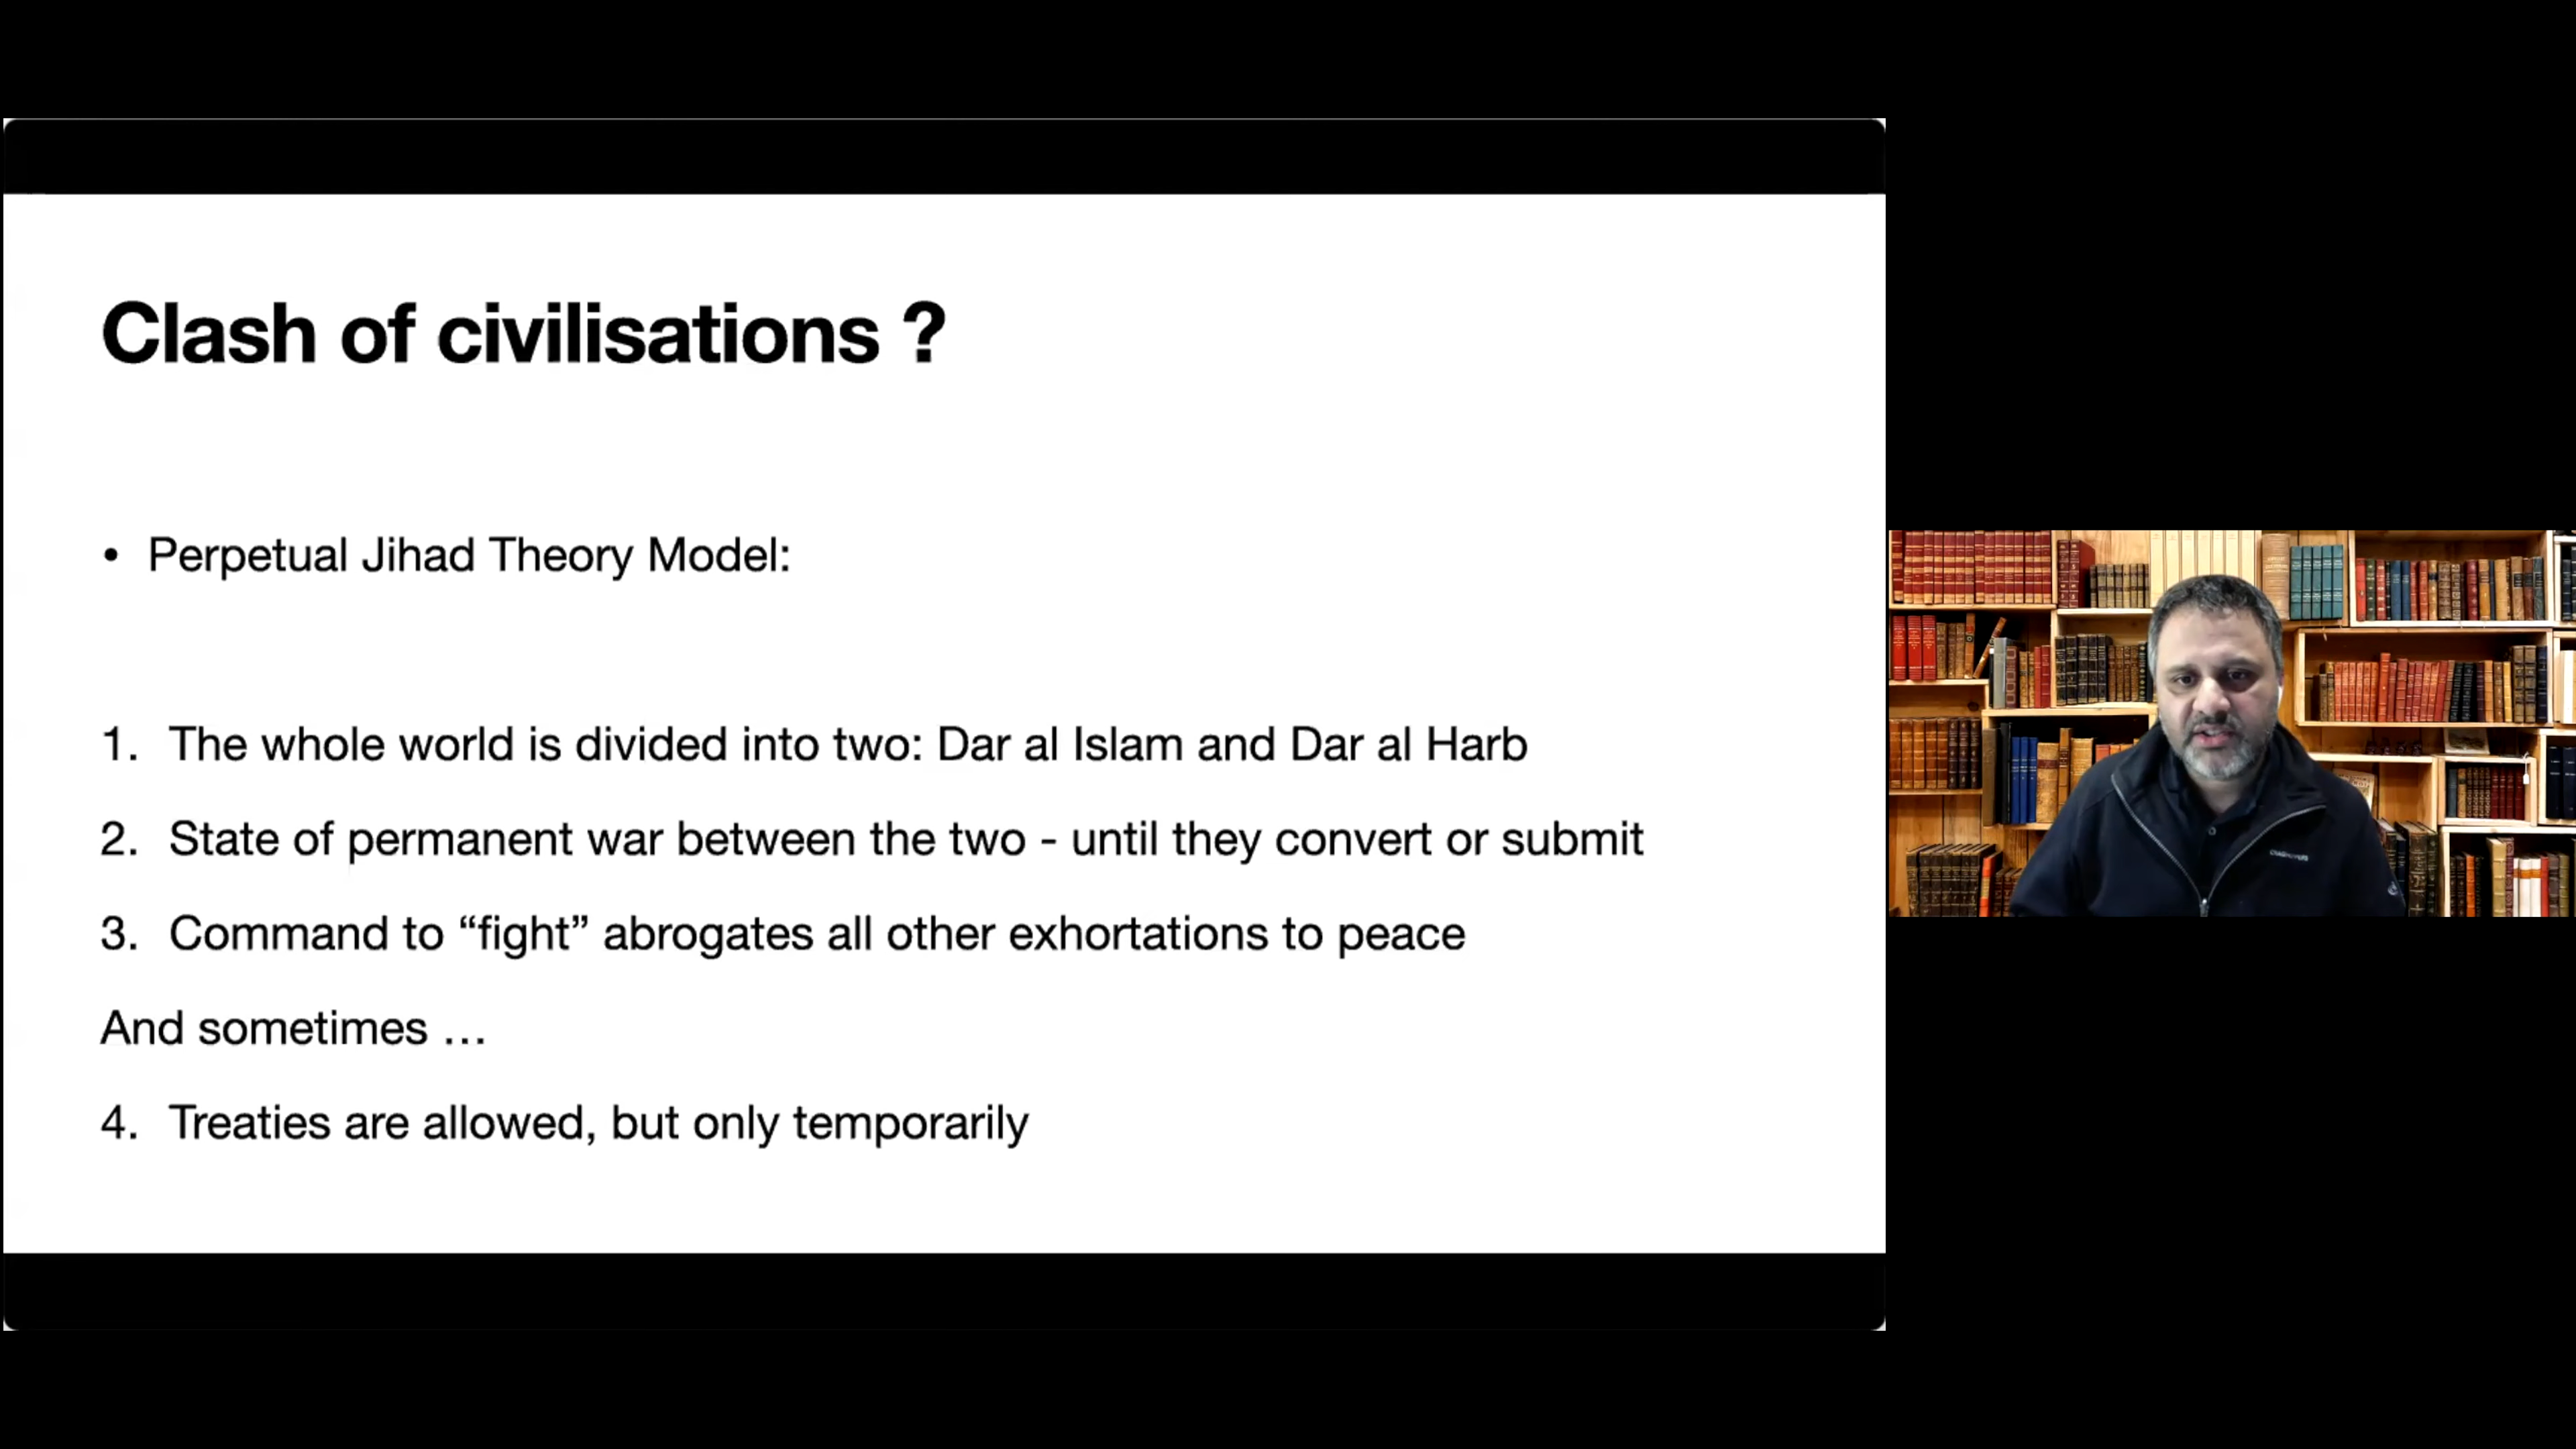 Clash of civilisations ?
• Perpetual Jihad Theory Model:
1. The whole world is divided into two: Dar al Islam and Dar al Harb
2. State of permanent war between the two - until they convert or submit
3. Command to “fight” abrogates all other exhortations to peace
And sometimes …
4. Treaties are allowed, but only temporarily